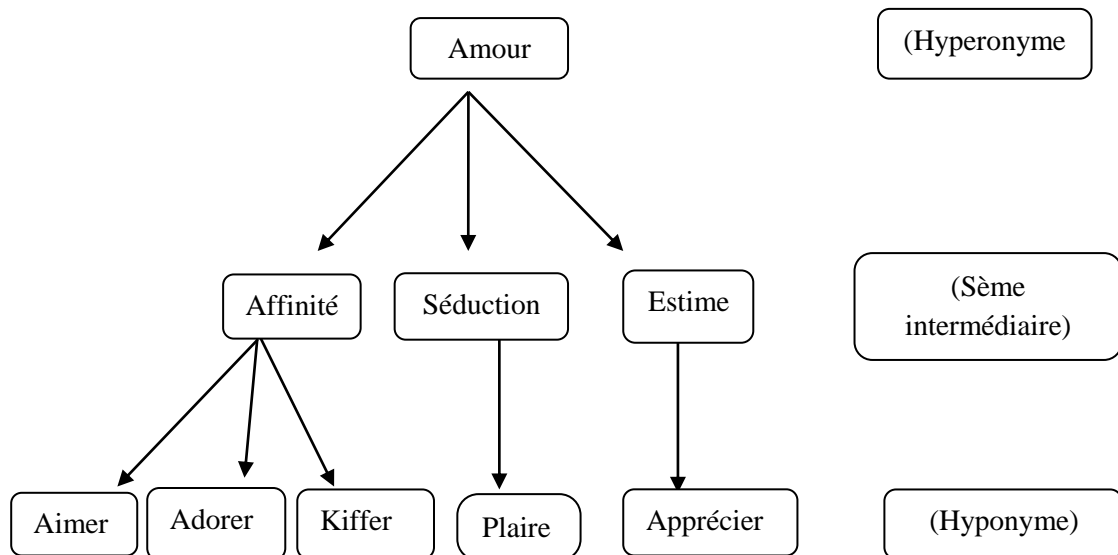 Amour
(Hyperonyme
Affinité
Séduction
Estime
(Sème
intermédiaire)
Aimer
Adorer
Kiffer
Plaire
Apprécier
(Hyponyme)